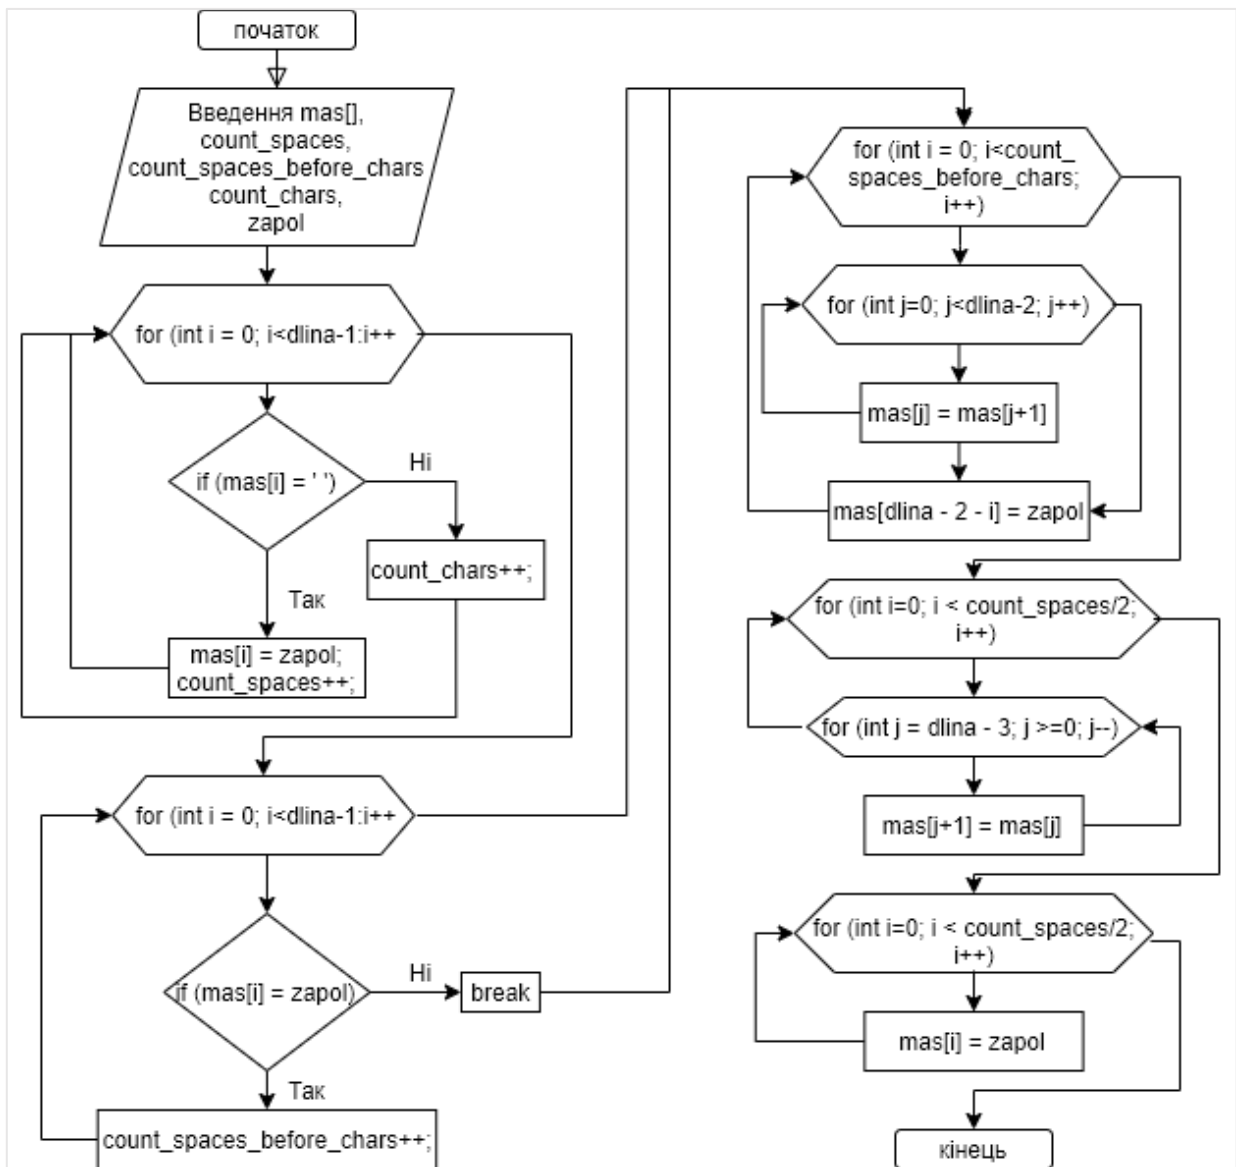 початок
Введення mas[],
count_spaces,
count_spaces_before_chars
count_chars,
zapol
for (int i = 0; i<dlina-1:i++
if (mas[i] = ' ')
Ні
count_chars++;
Так
mas[i] = zapol;
count_spaces++;
for (int i = 0; i<dlina-1:i++
if (mas[i] = zapol)
Ні
break
Так
count_spaces_before_chars++;
for (int i = 0; i<count_
spaces_before_chars;
i++)
for (int j=0; j<dlina-2; j++)
mas[j] = mas[j+1]
mas[dlina - 2 - i] = zapol
for (int i=0; i < count_spaces/2;
i++)
for (int j = dlina - 3; j >=0; j--)
mas[j+1] = mas[j]
for (int i=0; i < count_spaces/2;
i++)
mas[i] = zapol
кінець